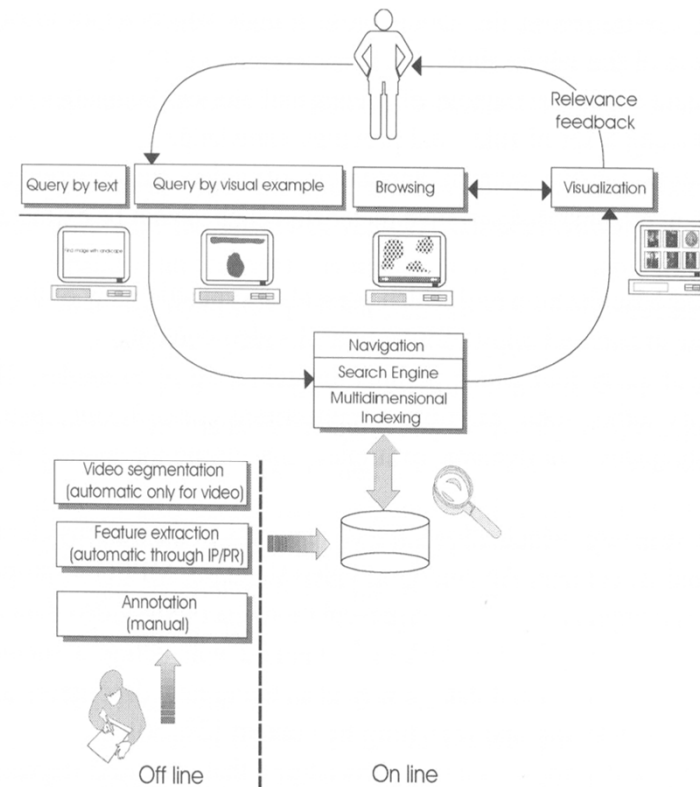 Relevance
feedback
Query by text
Query by visual example
Browsing
Visualization
Navigation
Search Engine
Multidimensional
Indexing
Video segmentation
(automatic only for video)
Feature extraction
(automatic through IP/PR)
Annotation
(manual)
Off line
On line